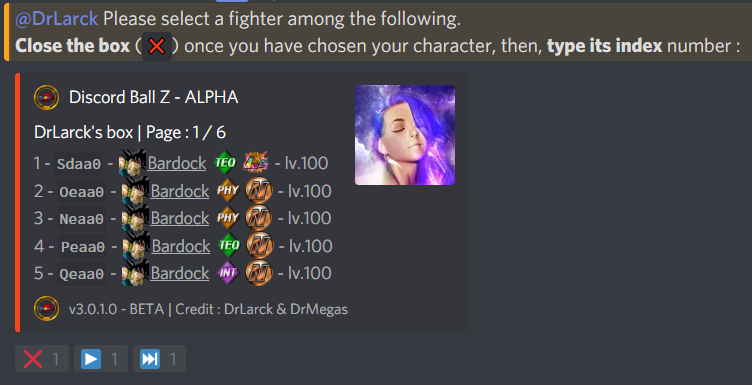 @DrLarck Please select a fighter among the following.
Close the box (❌) once you have chosen your character, then, type its index number :
Discord Ball Z - ALPHA
DrLarck's box | Page : 1 / 6
1 - Sdaa0 - Bardock TEQ - lv.100
2 - Oeaa0 - Bardock PHY N - lv.100
3 - Neaa0 - Bardock PHY N - lv.100
4 - Peaa0 - Bardock TEQ N - lv.100
5 - Qeaa0 - Bardock INT N - lv.100
v3.0.1.0 - BETA | Credit : DrLarck & DrMegas
1 1 1